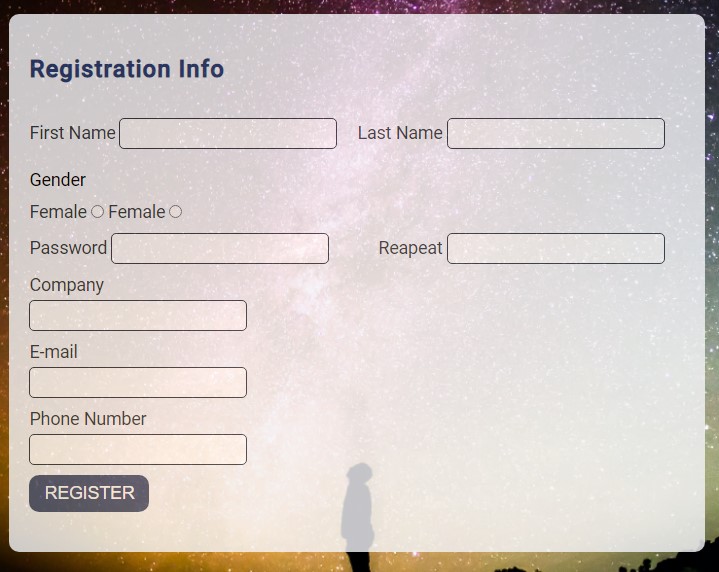 Registration Info
First Name Last Name
Gender
Female Female
Password Reapeat
Company
E-mail
Phone Number
REGISTER